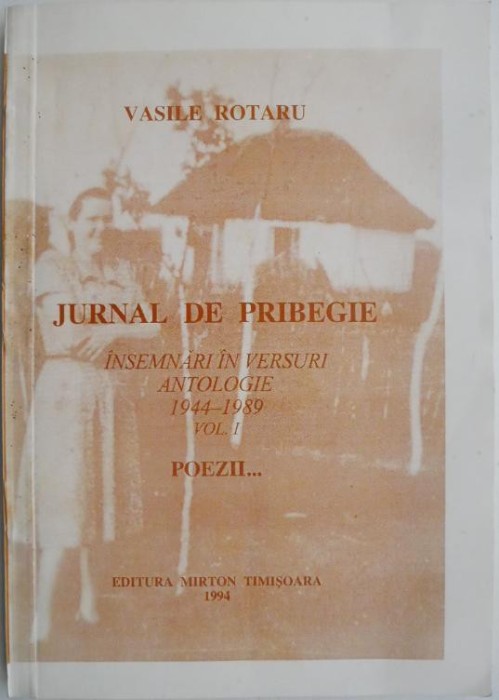 VASILE ROTARU
JURNAL DE PRIBEGIE
ÎNSEMNĂRI ÎN VERSURI
ANTOLOGIE
1944–1989
VOL. I
POEZII...
EDITURA MIRTON TIMIŞOARA
1994